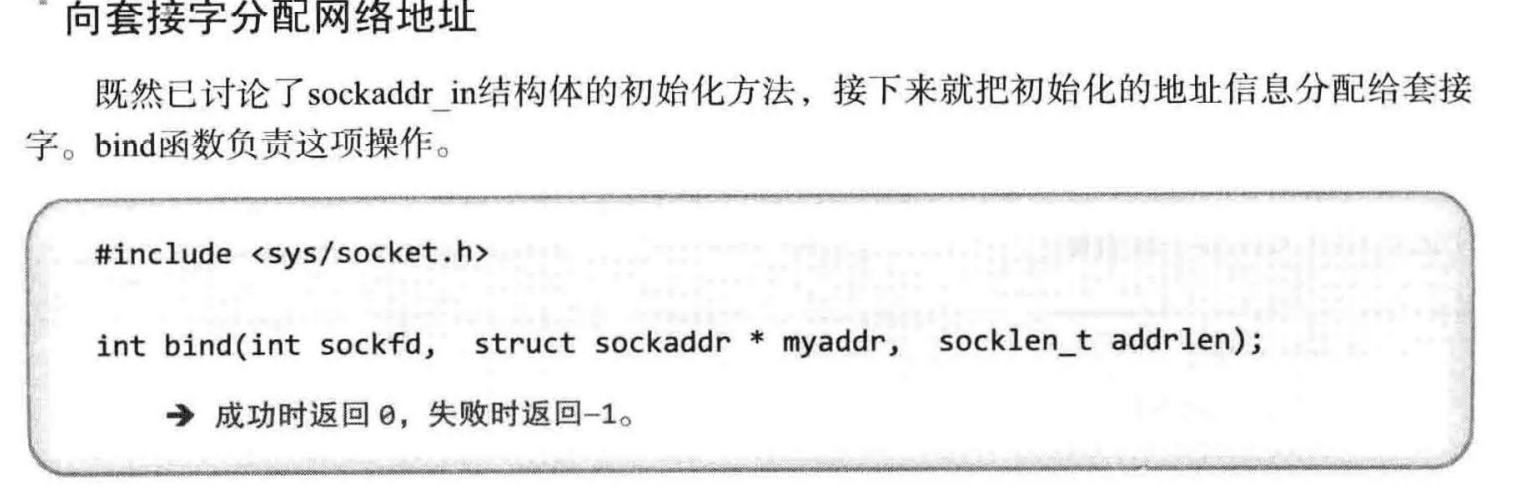 向套接字分配网络地址
既然已讨论了sockaddr_in结构体的初始化方法，接下来就把初始化的地址信息分配给套接
字。bind函数负责这项操作。
#include <sys/socket.h>
int bind(int sockfd, struct sockaddr * myaddr, socklen_t addrlen);
➔ 成功时返回 0，失败时返回-1。